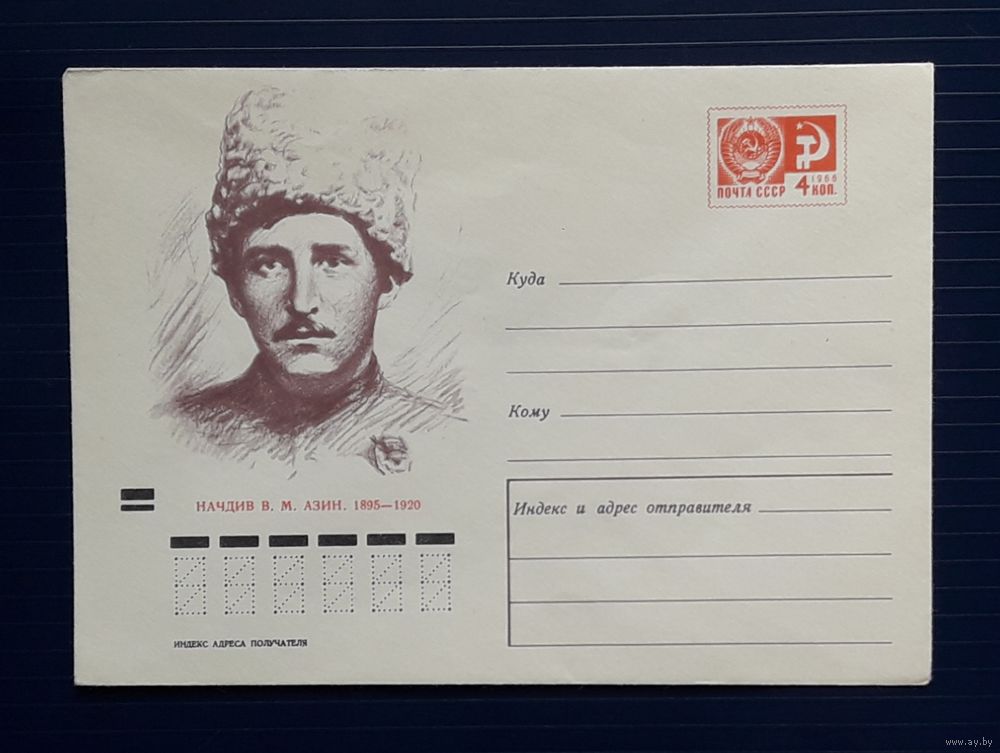 1966
ПОЧТА СССР 4 КОП.
Куда
Кому
НАЧДИВ В. М. АЗИН. 1895—1920
Индекс и адрес отправителя
ИНДЕКС АДРЕСА ПОЛУЧАТЕЛЯ
www.ay.by